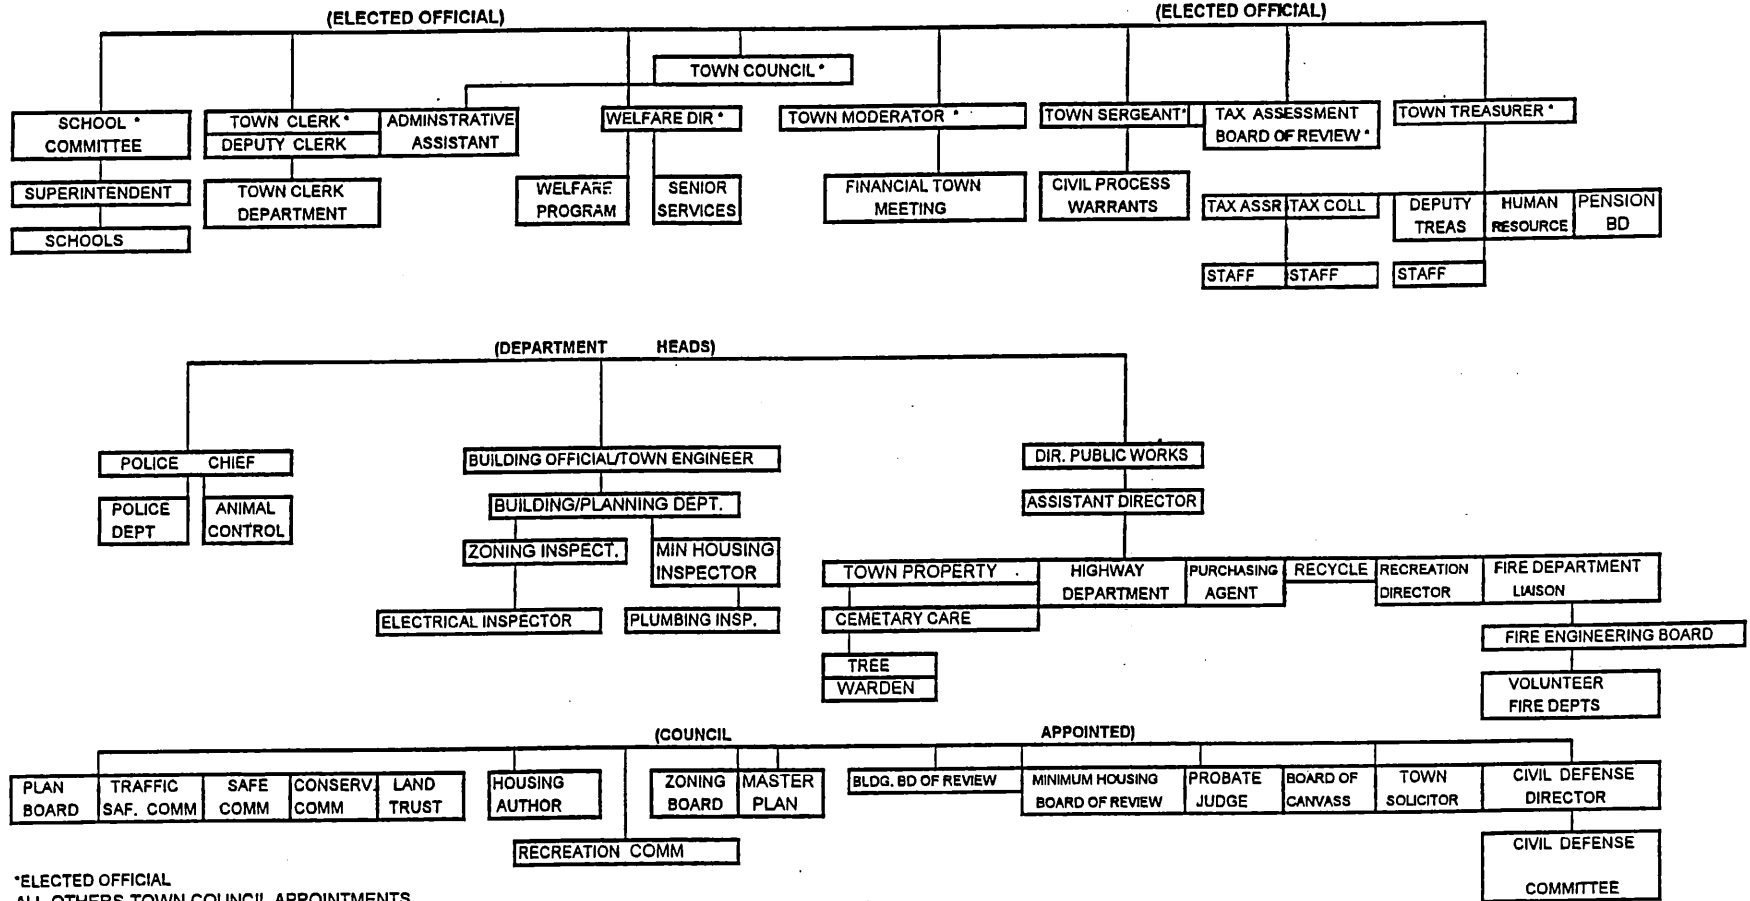 (ELECTED OFFICIAL)
(ELECTED OFFICIAL)
TOWN COUNCIL *
SCHOOL *
COMMITTEE
TOWN CLERK *
DEPUTY CLERK
ADMINSTRATIVE
ASSISTANT
WELFARE DIR *
TOWN MODERATOR *
TOWN SERGEANT*
TAX ASSESSMENT
BOARD OF REVIEW *
TOWN TREASURER *
SUPERINTENDENT
TOWN CLERK
DEPARTMENT
WELFARE
PROGRAM
SENIOR
SERVICES
FINANCIAL TOWN
MEETING
CIVIL PROCESS
WARRANTS
TAX ASSR
TAX COLL
DEPUTY
TREAS
HUMAN
RESOURCE
PENSION
BD
SCHOOLS
STAFF
STAFF
STAFF
(DEPARTMENT HEADS)
POLICE CHIEF
BUILDING OFFICIAL/TOWN ENGINEER
DIR. PUBLIC WORKS
POLICE
DEPT
ANIMAL
CONTROL
BUILDING/PLANNING DEPT.
ASSISTANT DIRECTOR
ZONING INSPECT.
MIN HOUSING
INSPECTOR
TOWN PROPERTY
HIGHWAY
DEPARTMENT
PURCHASING
AGENT
RECYCLE
RECREATION
DIRECTOR
FIRE DEPARTMENT
LIAISON
ELECTRICAL INSPECTOR
PLUMBING INSP.
CEMETARY CARE
FIRE ENGINEERING BOARD
TREE
WARDEN
VOLUNTEER
FIRE DEPTS
(COUNCIL APPOINTED)
PLAN
BOARD
TRAFFIC
SAF. COMM
SAFE
COMM
CONSERV.
COMM
LAND
TRUST
HOUSING
AUTHOR
ZONING
BOARD
MASTER
PLAN
BLDG. BD OF REVIEW
MINIMUM HOUSING
BOARD OF REVIEW
PROBATE
JUDGE
BOARD OF
CANVASS
TOWN
SOLICITOR
CIVIL DEFENSE
DIRECTOR
RECREATION COMM
CIVIL DEFENSE
COMMITTEE
*ELECTED OFFICIAL
ALL OTHERS TOWN COUNCIL APPOINTMENTS